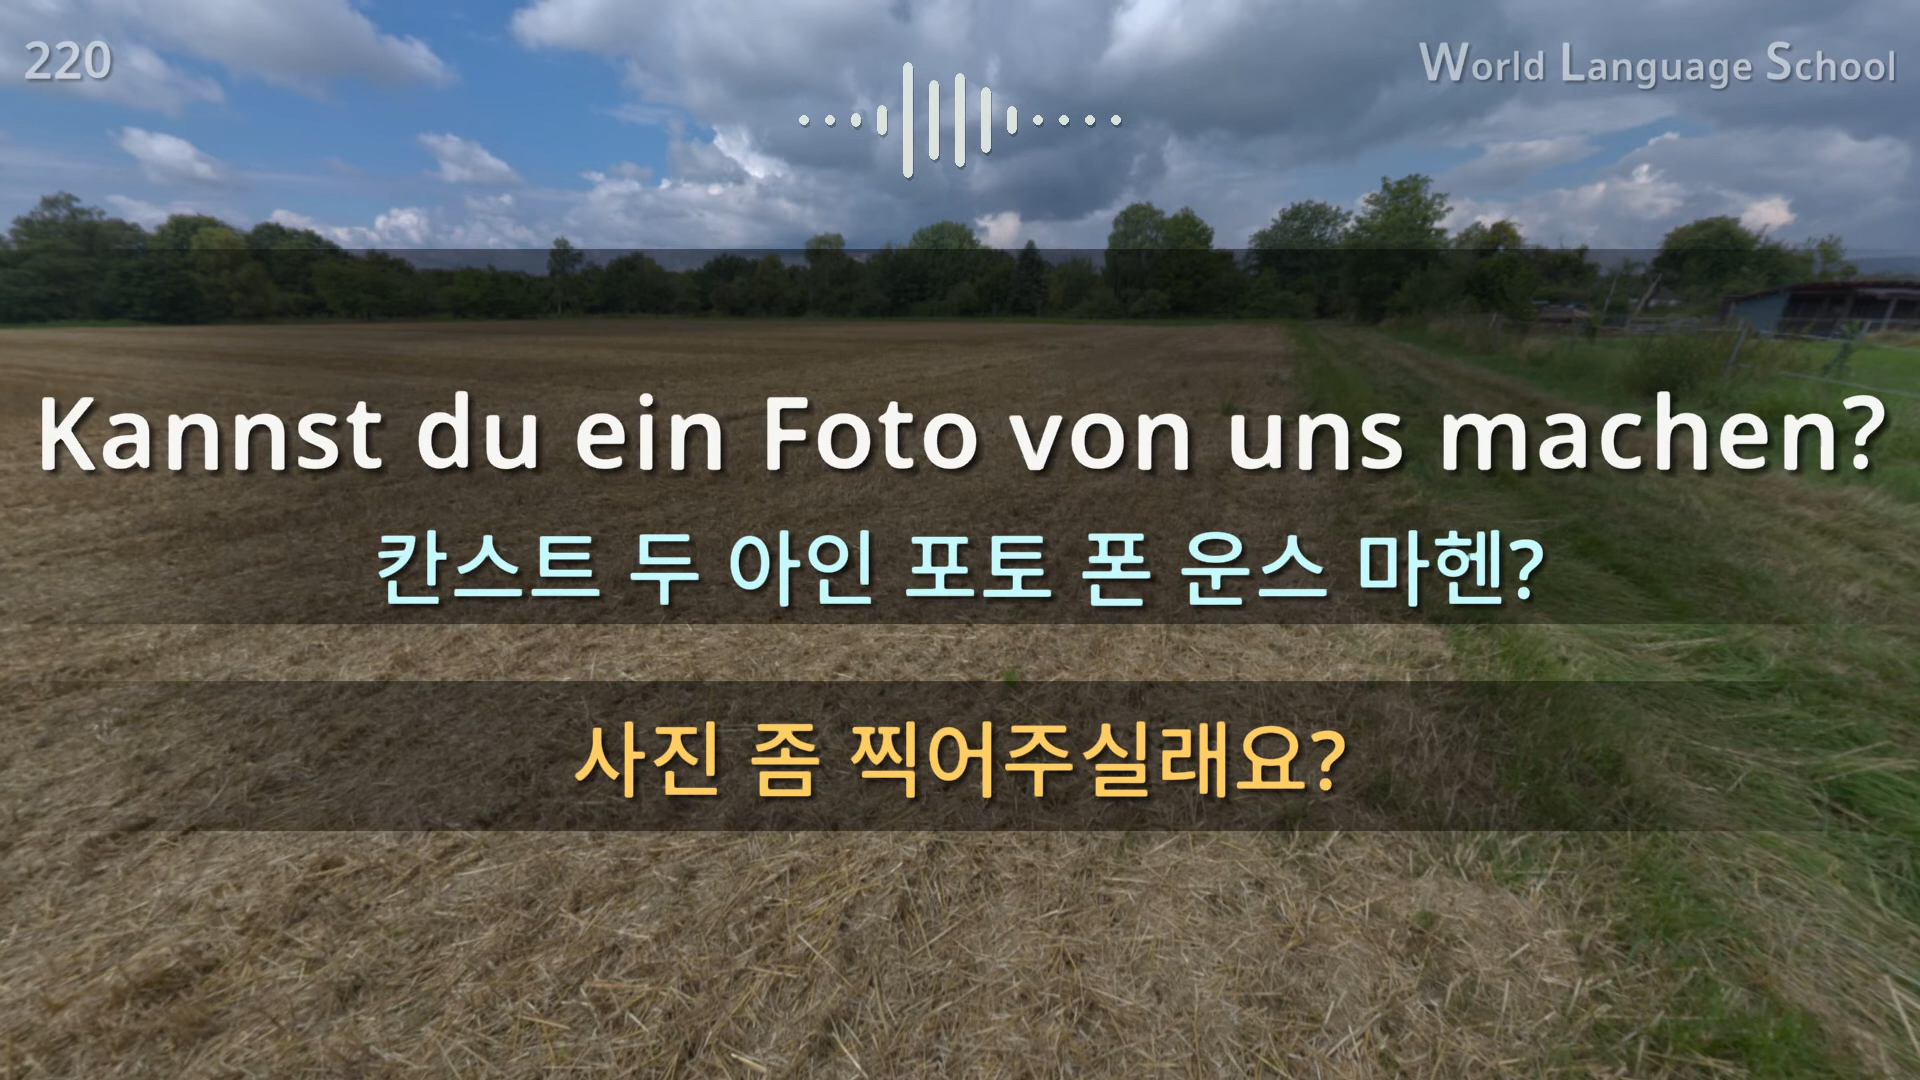 220
World Language School
Kannst du ein Foto von uns machen?
칸스트 두 아인 포토 폰 운스 마헨?
사진 좀 찍어주실래요?